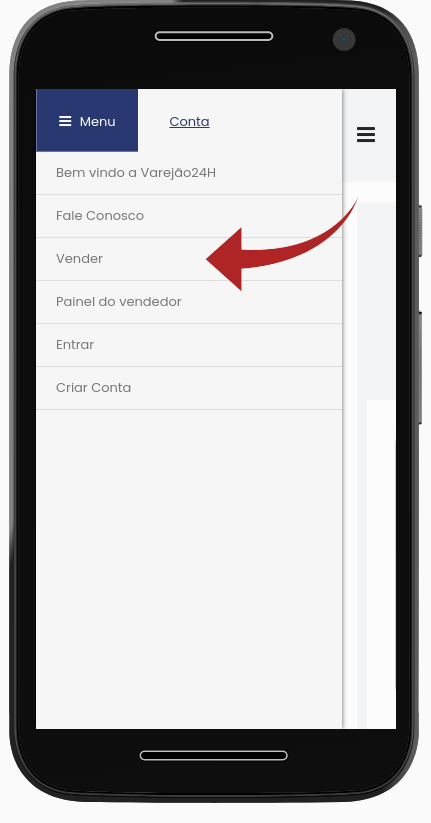 Menu
Conta
Bem vindo a Varejão24H
Fale Conosco
Vender
Painel do vendedor
Entrar
Criar Conta